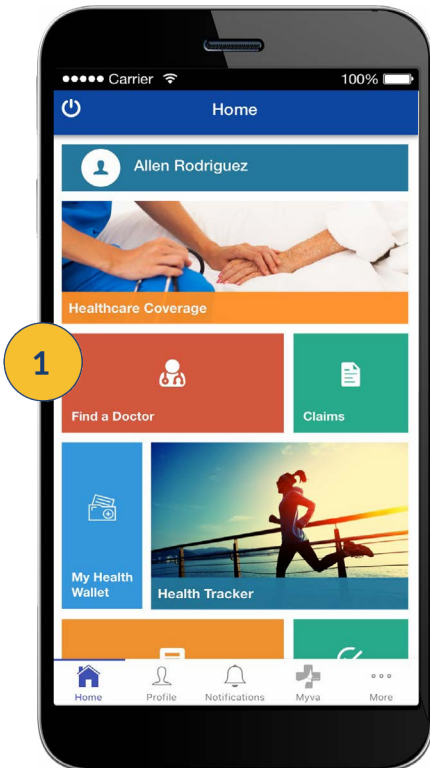 Carrier 100%
Home
Allen Rodriguez
Healthcare Coverage
1
Find a Doctor
Claims
My Health
Wallet
Health Tracker
Home Profile Notifications Myva More